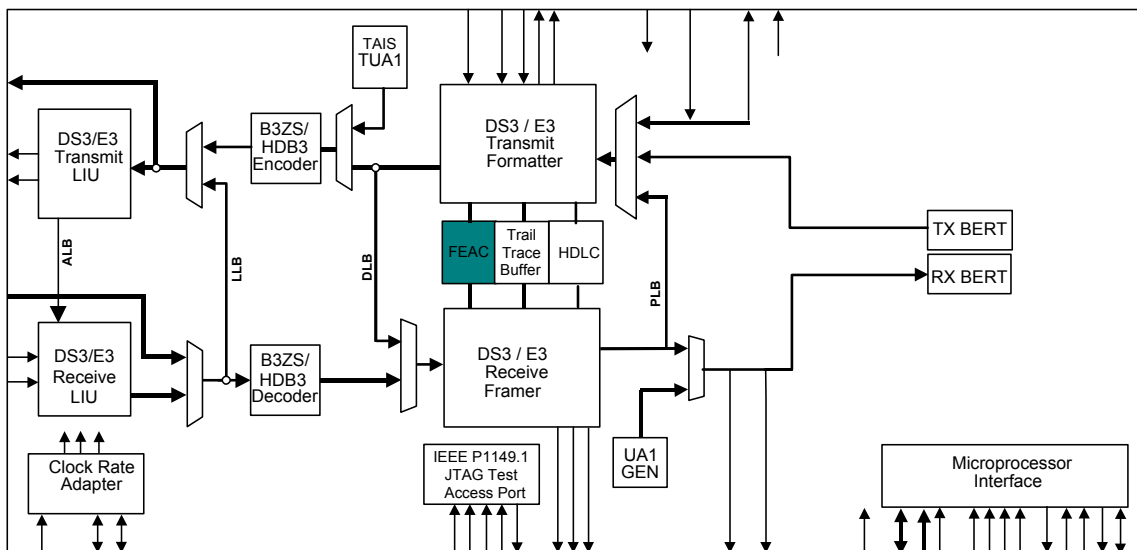 TAIS
TUA1
DS3/E3
Transmit
LIU
B3ZS/
HDB3
Encoder
DS3 / E3
Transmit
Formatter
FEAC
Trail
Trace
Buffer
HDLC
TX BERT
RX BERT
ALB
LLB
DLB
PLB
DS3/E3
Receive
LIU
B3ZS/
HDB3
Decoder
DS3 / E3
Receive
Framer
UA1
GEN
Clock Rate
Adapter
IEEE P1149.1
JTAG Test
Access Port
Microprocessor
Interface